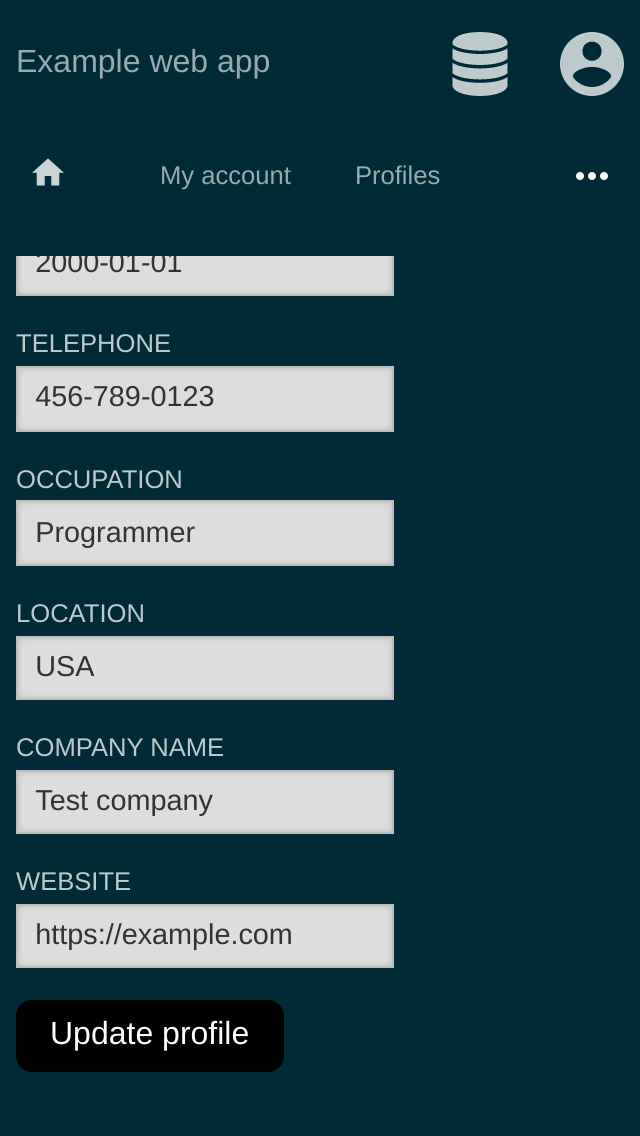 Example web app
My account Profiles
2000-01-01
TELEPHONE
456-789-0123
OCCUPATION
Programmer
LOCATION
USA
COMPANY NAME
Test company
WEBSITE
https://example.com
Update profile